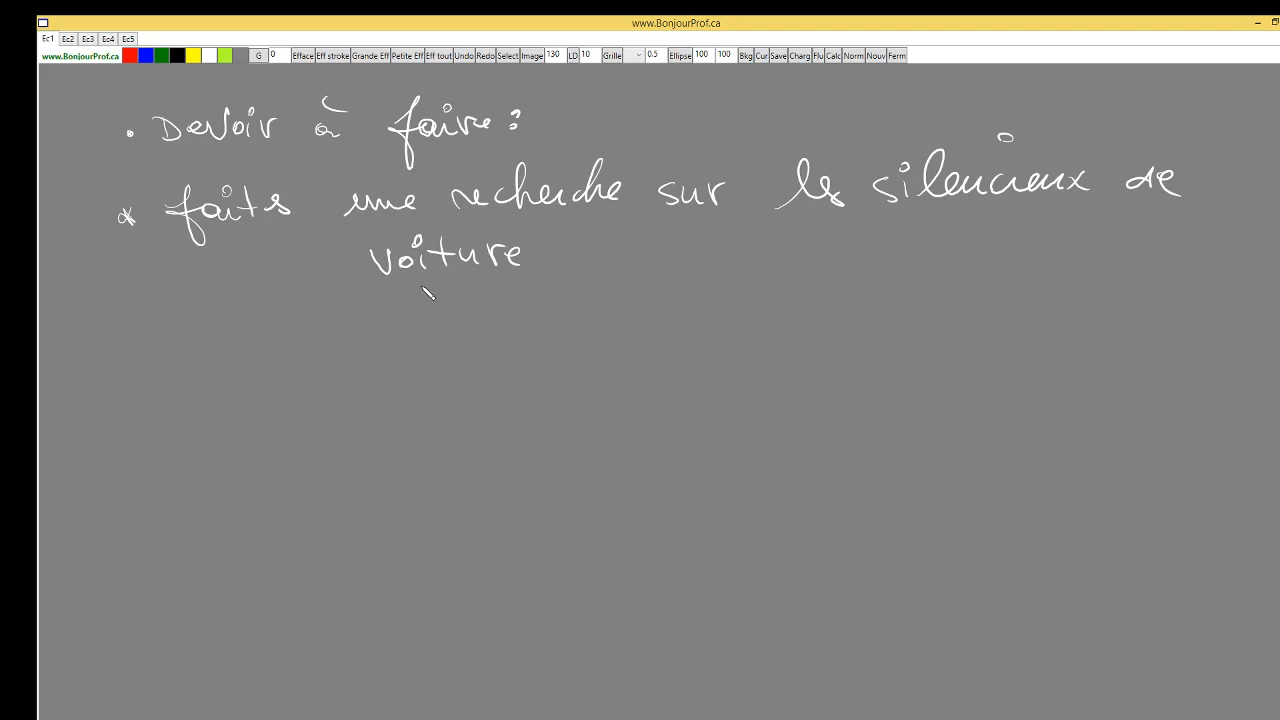 www.BonjourProf.ca
Ec1 Ec2 Ec3 Ec4 Ec5
www.BonjourProf.ca G 0 Efface Eff stroke Grande Eff Petite Eff Eff tout Undo Redo Select Image 130 LD 10 Grille 0.5 Ellipse 100 100 Bkg Cur Save Charg Flu Calc Norm Nouv Ferm
• Devoir à faire :
* faits une recherche sur les silencieux de
voiture